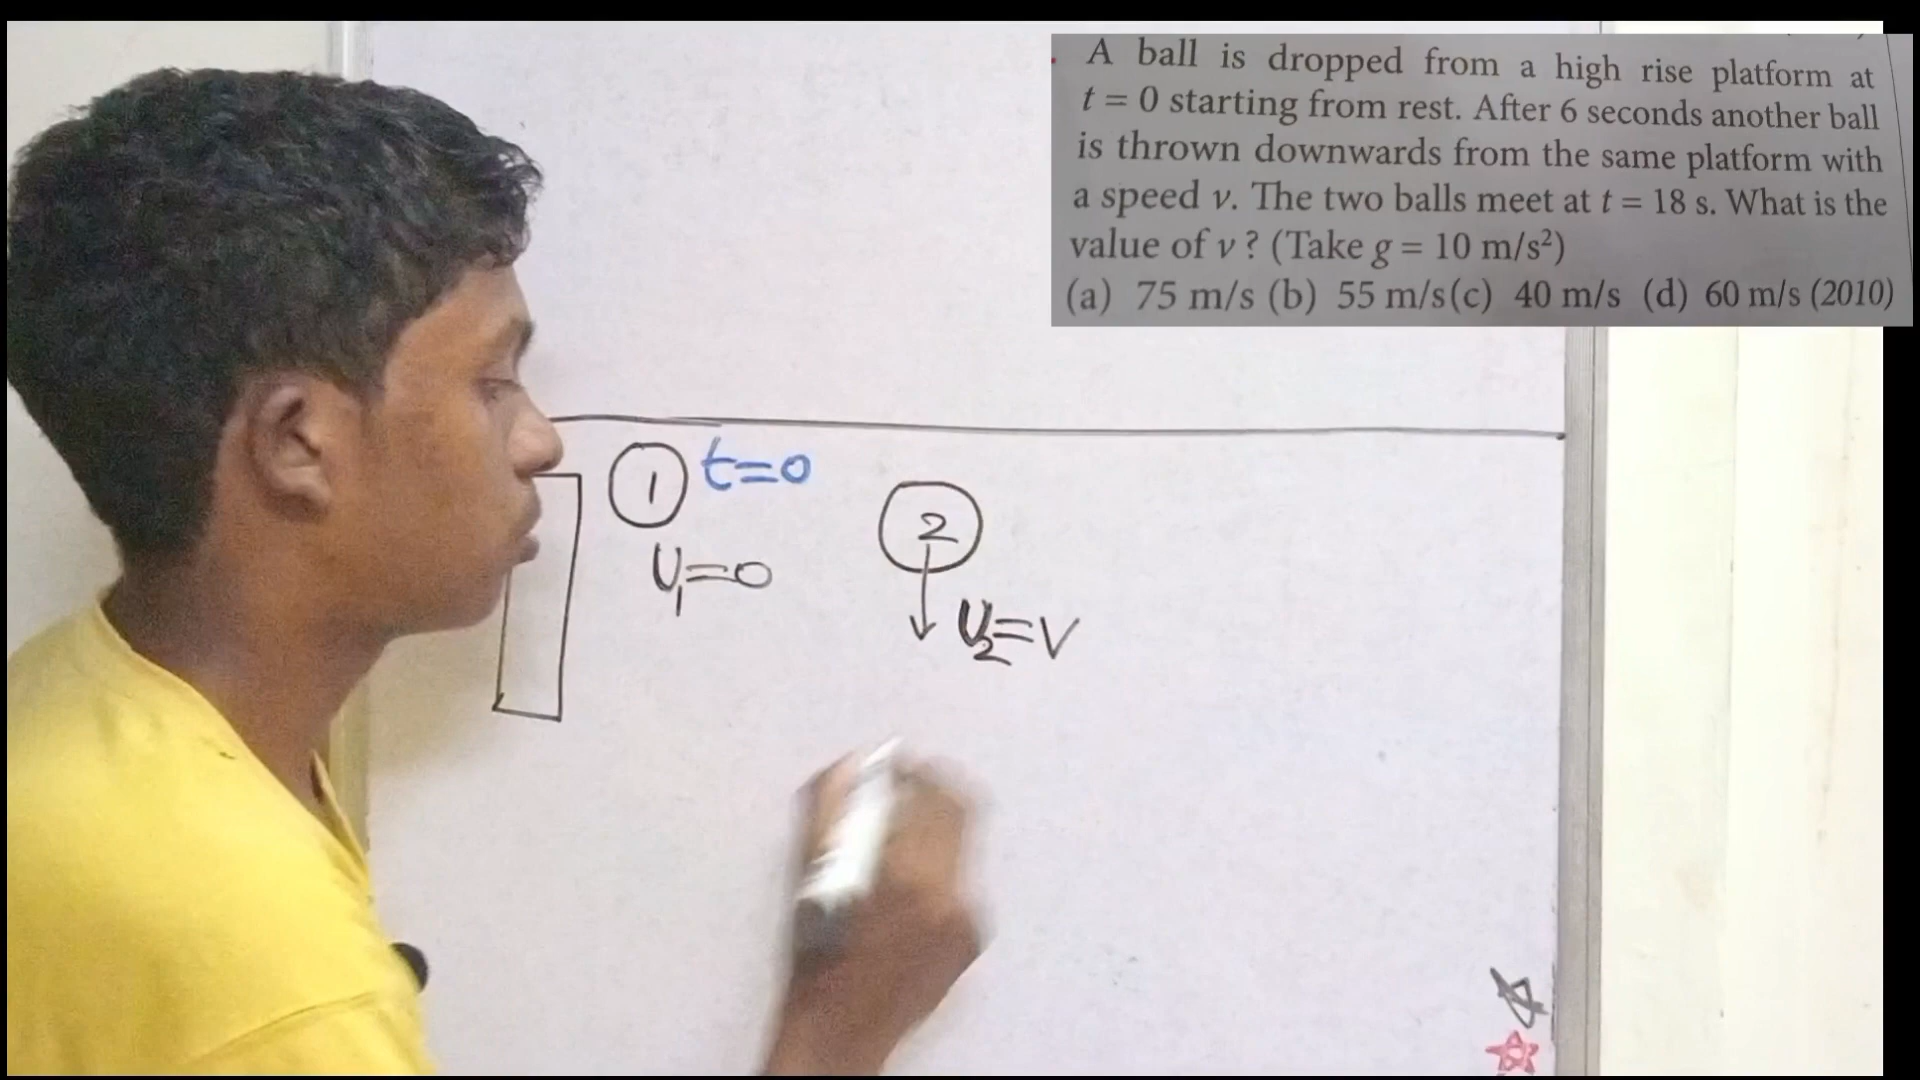 A ball is dropped from a high rise platform at
t = 0 starting from rest. After 6 seconds another ball
is thrown downwards from the same platform with
a speed v. The two balls meet at t = 18 s. What is the
value of v ? (Take g = 10 m/s²)
(a) 75 m/s (b) 55 m/s(c) 40 m/s (d) 60 m/s (2010)
1 t=0
2
U₁=0
U₂=V